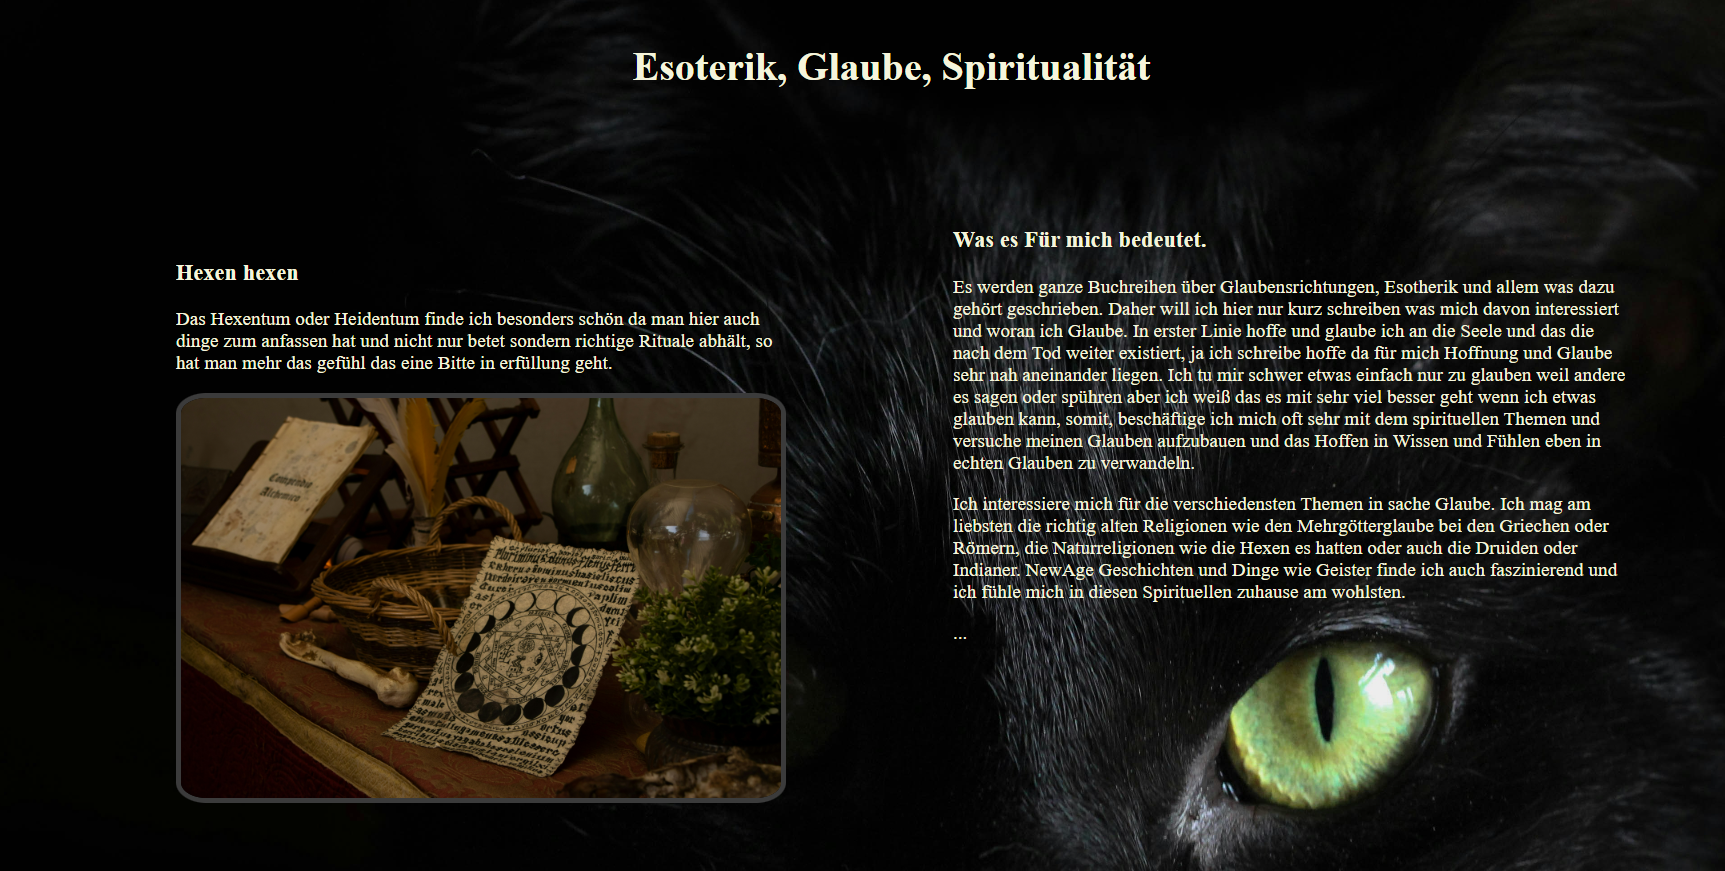 Esoterik, Glaube, Spiritualität
Hexen hexen
Das Hexentum oder Heidentum finde ich besonders schön da man hier auch
dinge zum anfassen hat und nicht nur betet sondern richtige Rituale abhält, so
hat man mehr das gefühl das eine Bitte in erfüllung geht.
Compendio
Alchemico
Was es Für mich bedeutet.
Es werden ganze Buchreihen über Glaubensrichtungen, Esotherik und allem was dazu
gehört geschrieben. Daher will ich hier nur kurz schreiben was mich davon interessiert
und woran ich Glaube. In erster Linie hoffe und glaube ich an die Seele und das die
nach dem Tod weiter existiert, ja ich schreibe hoffe da für mich Hoffnung und Glaube
sehr nah aneinander liegen. Ich tu mir schwer etwas einfach nur zu glauben weil andere
es sagen oder spühren aber ich weiß das es mit sehr viel besser geht wenn ich etwas
glauben kann, somit, beschäftige ich mich oft sehr mit dem spirituellen Themen und
versuche meinen Glauben aufzubauen und das Hoffen in Wissen und Fühlen eben in
echten Glauben zu verwandeln.
Ich interessiere mich für die verschiedensten Themen in sache Glaube. Ich mag am
liebsten die richtig alten Religionen wie den Mehrgötterglaube bei den Griechen oder
Römern, die Naturreligionen wie die Hexen es hatten oder auch die Druiden oder
Indianer. NewAge Geschichten und Dinge wie Geister finde ich auch faszinierend und
ich fühle mich in diesen Spirituellen zuhause am wohlsten.
...